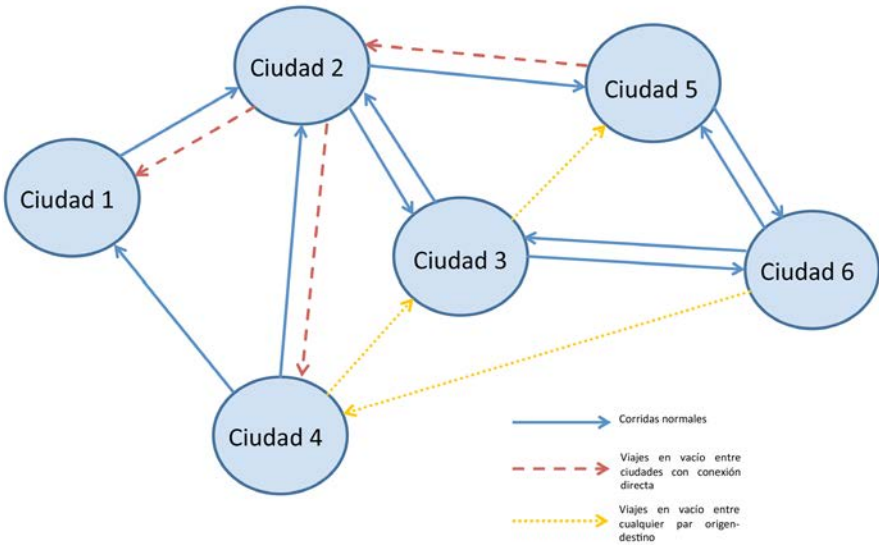 Ciudad 2
Ciudad 5
Ciudad 1
Ciudad 3
Ciudad 6
Ciudad 4
Corridas normales
Viajes en vacío entre
ciudades con conexión
directa
Viajes en vacío entre
cualquier par origen-
destino